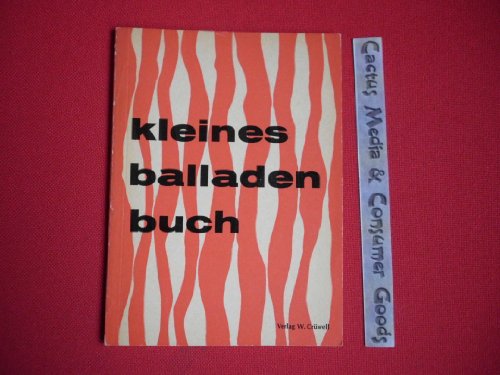 kleines
balladen
buch
Verlag W. Crüwell
Cactus Media & Consumer Goods